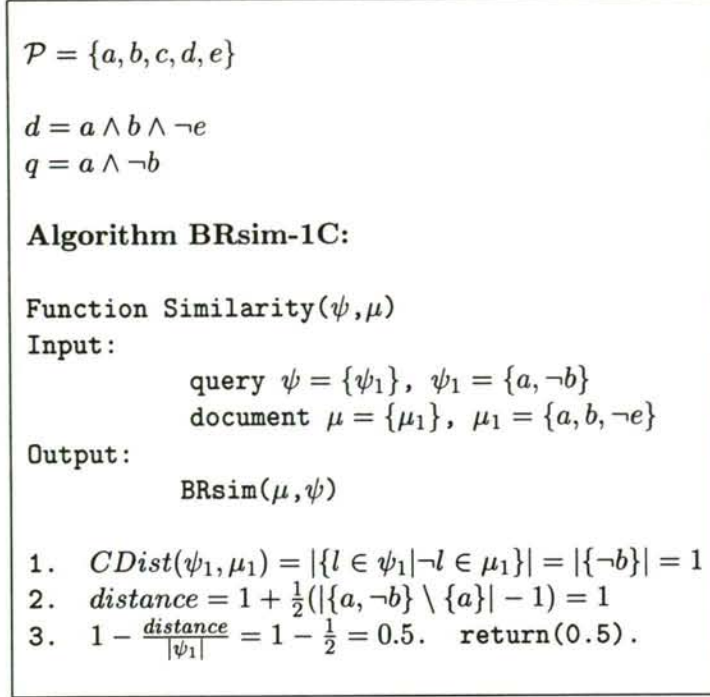 𝒫 = {a, b, c, d, e}
d = a ∧ b ∧ ¬e
q = a ∧ ¬b
Algorithm BRsim-1C:
Function Similarity(ψ,μ)
Input:
query ψ = {ψ₁}, ψ₁ = {a, ¬b}
document μ = {μ₁}, μ₁ = {a, b, ¬e}
Output:
BRsim(μ,ψ)
1. CDist(ψ₁, μ₁) = |{l ∈ ψ₁|¬l ∈ μ₁}| = |{¬b}| = 1
2. distance = 1 + ½(|{a, ¬b} \ {a}| − 1) = 1
3. 1 − distance/|ψ₁| = 1 − ½ = 0.5. return(0.5).